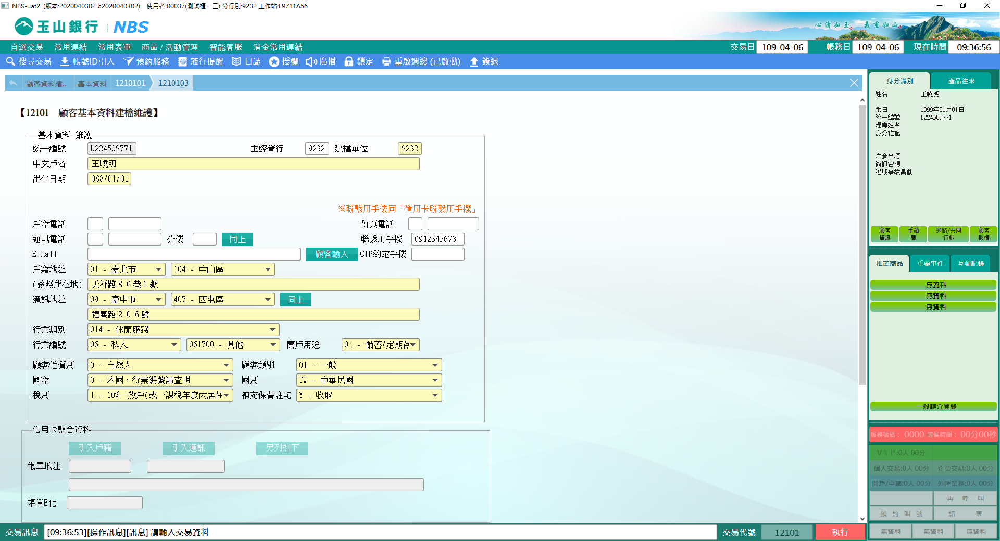 NBS-uat2 (版本:2020040302.b2020040302) 使用者:00037(測試櫃一三) 分行別:9232 工作站:L9711A56
玉山銀行 | NBS
心清如玉。 義重如山。
自選交易 常用連結 常用表單 商品 / 活動管理 智能客服 消金常用連結 交易日 109-04-06 帳務日 109-04-06 現在時間 09:36:56
搜尋交易 帳號ID引入 預約服務 蒞行提醒 日誌 授權 廣播 鎖定 重啟週邊 (已啟動) 簽退
顧客資料建.. 基本資料 1210101 1210103
【12101 顧客基本資料建檔維護】
基本資料-維護
統一編號 L224509771 主經營行 9232 建檔單位 9232
中文戶名 王曉明
出生日期 088/01/01
※聯繫用手機同「信用卡聯繫用手機」
戶籍電話 傳真電話
通訊電話 分機 同上 聯繫用手機 0912345678
E-mail 顧客輸入 OTP約定手機
戶籍地址 01 - 臺北市 104 - 中山區
(證照所在地) 天祥路86巷1號
通訊地址 09 - 臺中市 407 - 西屯區 同上
福星路206號
行業類別 014 - 休閒服務
行業編號 06 - 私人 061700 - 其他 開戶用途 01 - 儲蓄/定期存
顧客性質別 0 - 自然人 顧客類別 01 - 一般
國籍 0 - 本國，行業編號請查明 國別 TW - 中華民國
稅別 1 - 10%一般戶(或一課稅年度內居住 補充保費註記 Y - 收取
信用卡整合資料
引入戶籍 引入通訊 另列如下
帳單地址
帳單E化
交易訊息 [09:36:53][操作訊息][訊息] 請輸入交易資料 交易代號 12101 執行
身分識別 產品往來
姓名 王曉明
生日 1999年01月01日
統一編號 L224509771
理專姓名
身分註記
注意事項
簡訊密碼
近期事故異動
顧客資訊 手續費 通路/共同行銷 顧客影像
推薦商品 重要事件 互動記錄
無資料
無資料
無資料
一般轉介登錄
服務號碼： 0000 等候時間： 00分00秒
ＶＩＰ:0人 00分
個人交易:0人 00分 企業交易:0人 00分
開戶/申請:0人 00分 外匯業務:0人 00分
再 呼 叫
預 約 叫 號 結 束
無資料 無資料 無資料